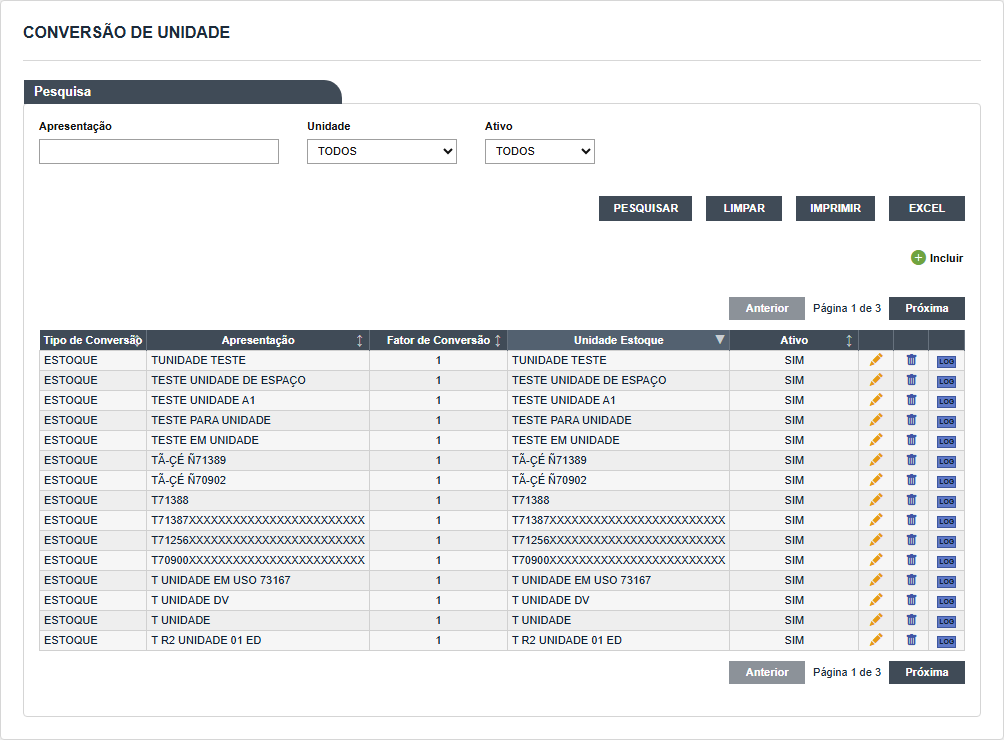 CONVERSÃO DE UNIDADE
Pesquisa
Apresentação Unidade Ativo
TODOS TODOS
PESQUISAR LIMPAR IMPRIMIR EXCEL
Incluir
Anterior Página 1 de 3 Próxima
Tipo de Conversão Apresentação Fator de Conversão Unidade Estoque Ativo
ESTOQUE TUNIDADE TESTE 1 TUNIDADE TESTE SIM LOG
ESTOQUE TESTE UNIDADE DE ESPAÇO 1 TESTE UNIDADE DE ESPAÇO SIM LOG
ESTOQUE TESTE UNIDADE A1 1 TESTE UNIDADE A1 SIM LOG
ESTOQUE TESTE PARA UNIDADE 1 TESTE PARA UNIDADE SIM LOG
ESTOQUE TESTE EM UNIDADE 1 TESTE EM UNIDADE SIM LOG
ESTOQUE TÃ-ÇÉ Ñ71389 1 TÃ-ÇÉ Ñ71389 SIM LOG
ESTOQUE TÃ-ÇÉ Ñ70902 1 TÃ-ÇÉ Ñ70902 SIM LOG
ESTOQUE T71388 1 T71388 SIM LOG
ESTOQUE T71387XXXXXXXXXXXXXXXXXXXXXXXX 1 T71387XXXXXXXXXXXXXXXXXXXXXXXX SIM LOG
ESTOQUE T71256XXXXXXXXXXXXXXXXXXXXXXXX 1 T71256XXXXXXXXXXXXXXXXXXXXXXXX SIM LOG
ESTOQUE T70900XXXXXXXXXXXXXXXXXXXXXXXX 1 T70900XXXXXXXXXXXXXXXXXXXXXXXX SIM LOG
ESTOQUE T UNIDADE EM USO 73167 1 T UNIDADE EM USO 73167 SIM LOG
ESTOQUE T UNIDADE DV 1 T UNIDADE DV SIM LOG
ESTOQUE T UNIDADE 1 T UNIDADE SIM LOG
ESTOQUE T R2 UNIDADE 01 ED 1 T R2 UNIDADE 01 ED SIM LOG
Anterior Página 1 de 3 Próxima